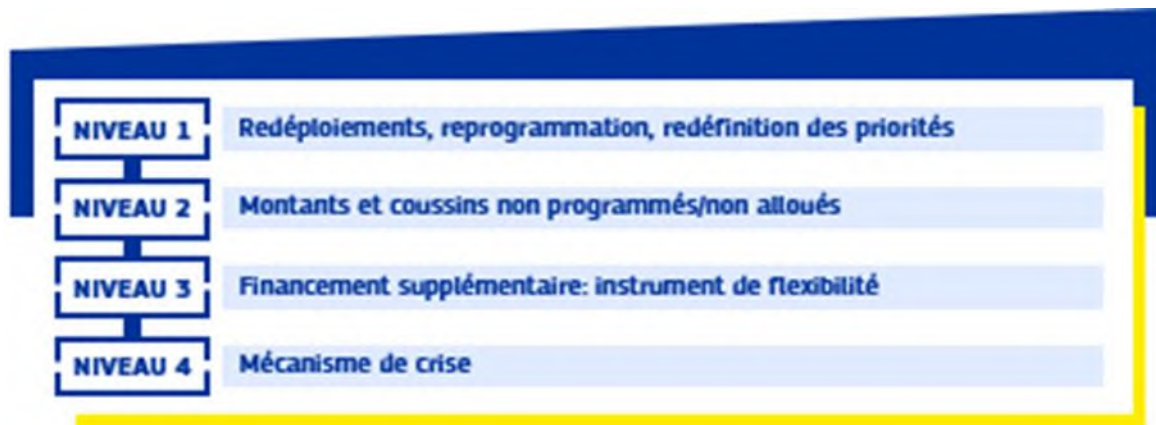 NIVEAU 1 Redéploiements, reprogrammation, redéfinition des priorités
NIVEAU 2 Montants et coussins non programmés/non alloués
NIVEAU 3 Financement supplémentaire: instrument de flexibilité
NIVEAU 4 Mécanisme de crise